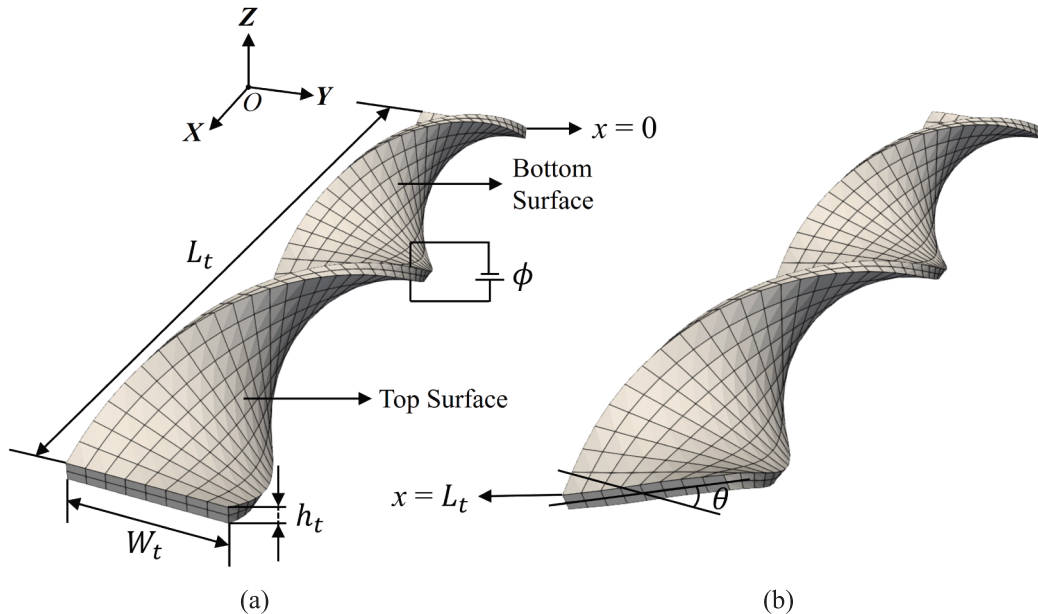 Z
O
Y
X
x = 0
Bottom
Surface
L_t
ϕ
Top Surface
x = L_t
θ
h_t
W_t
(a)
(b)